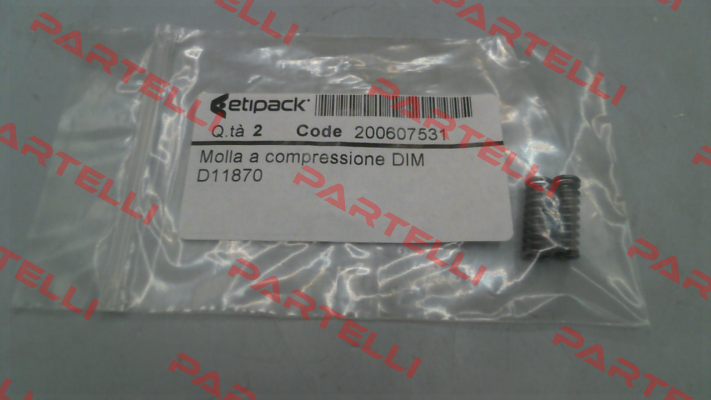 etipack
Q.tà 2 Code 200607531
Molla a compressione DIM
D11870
PARTELLI
PARTELLI
PARTELLI
PARTELLI
PARTELLI
PARTELLI